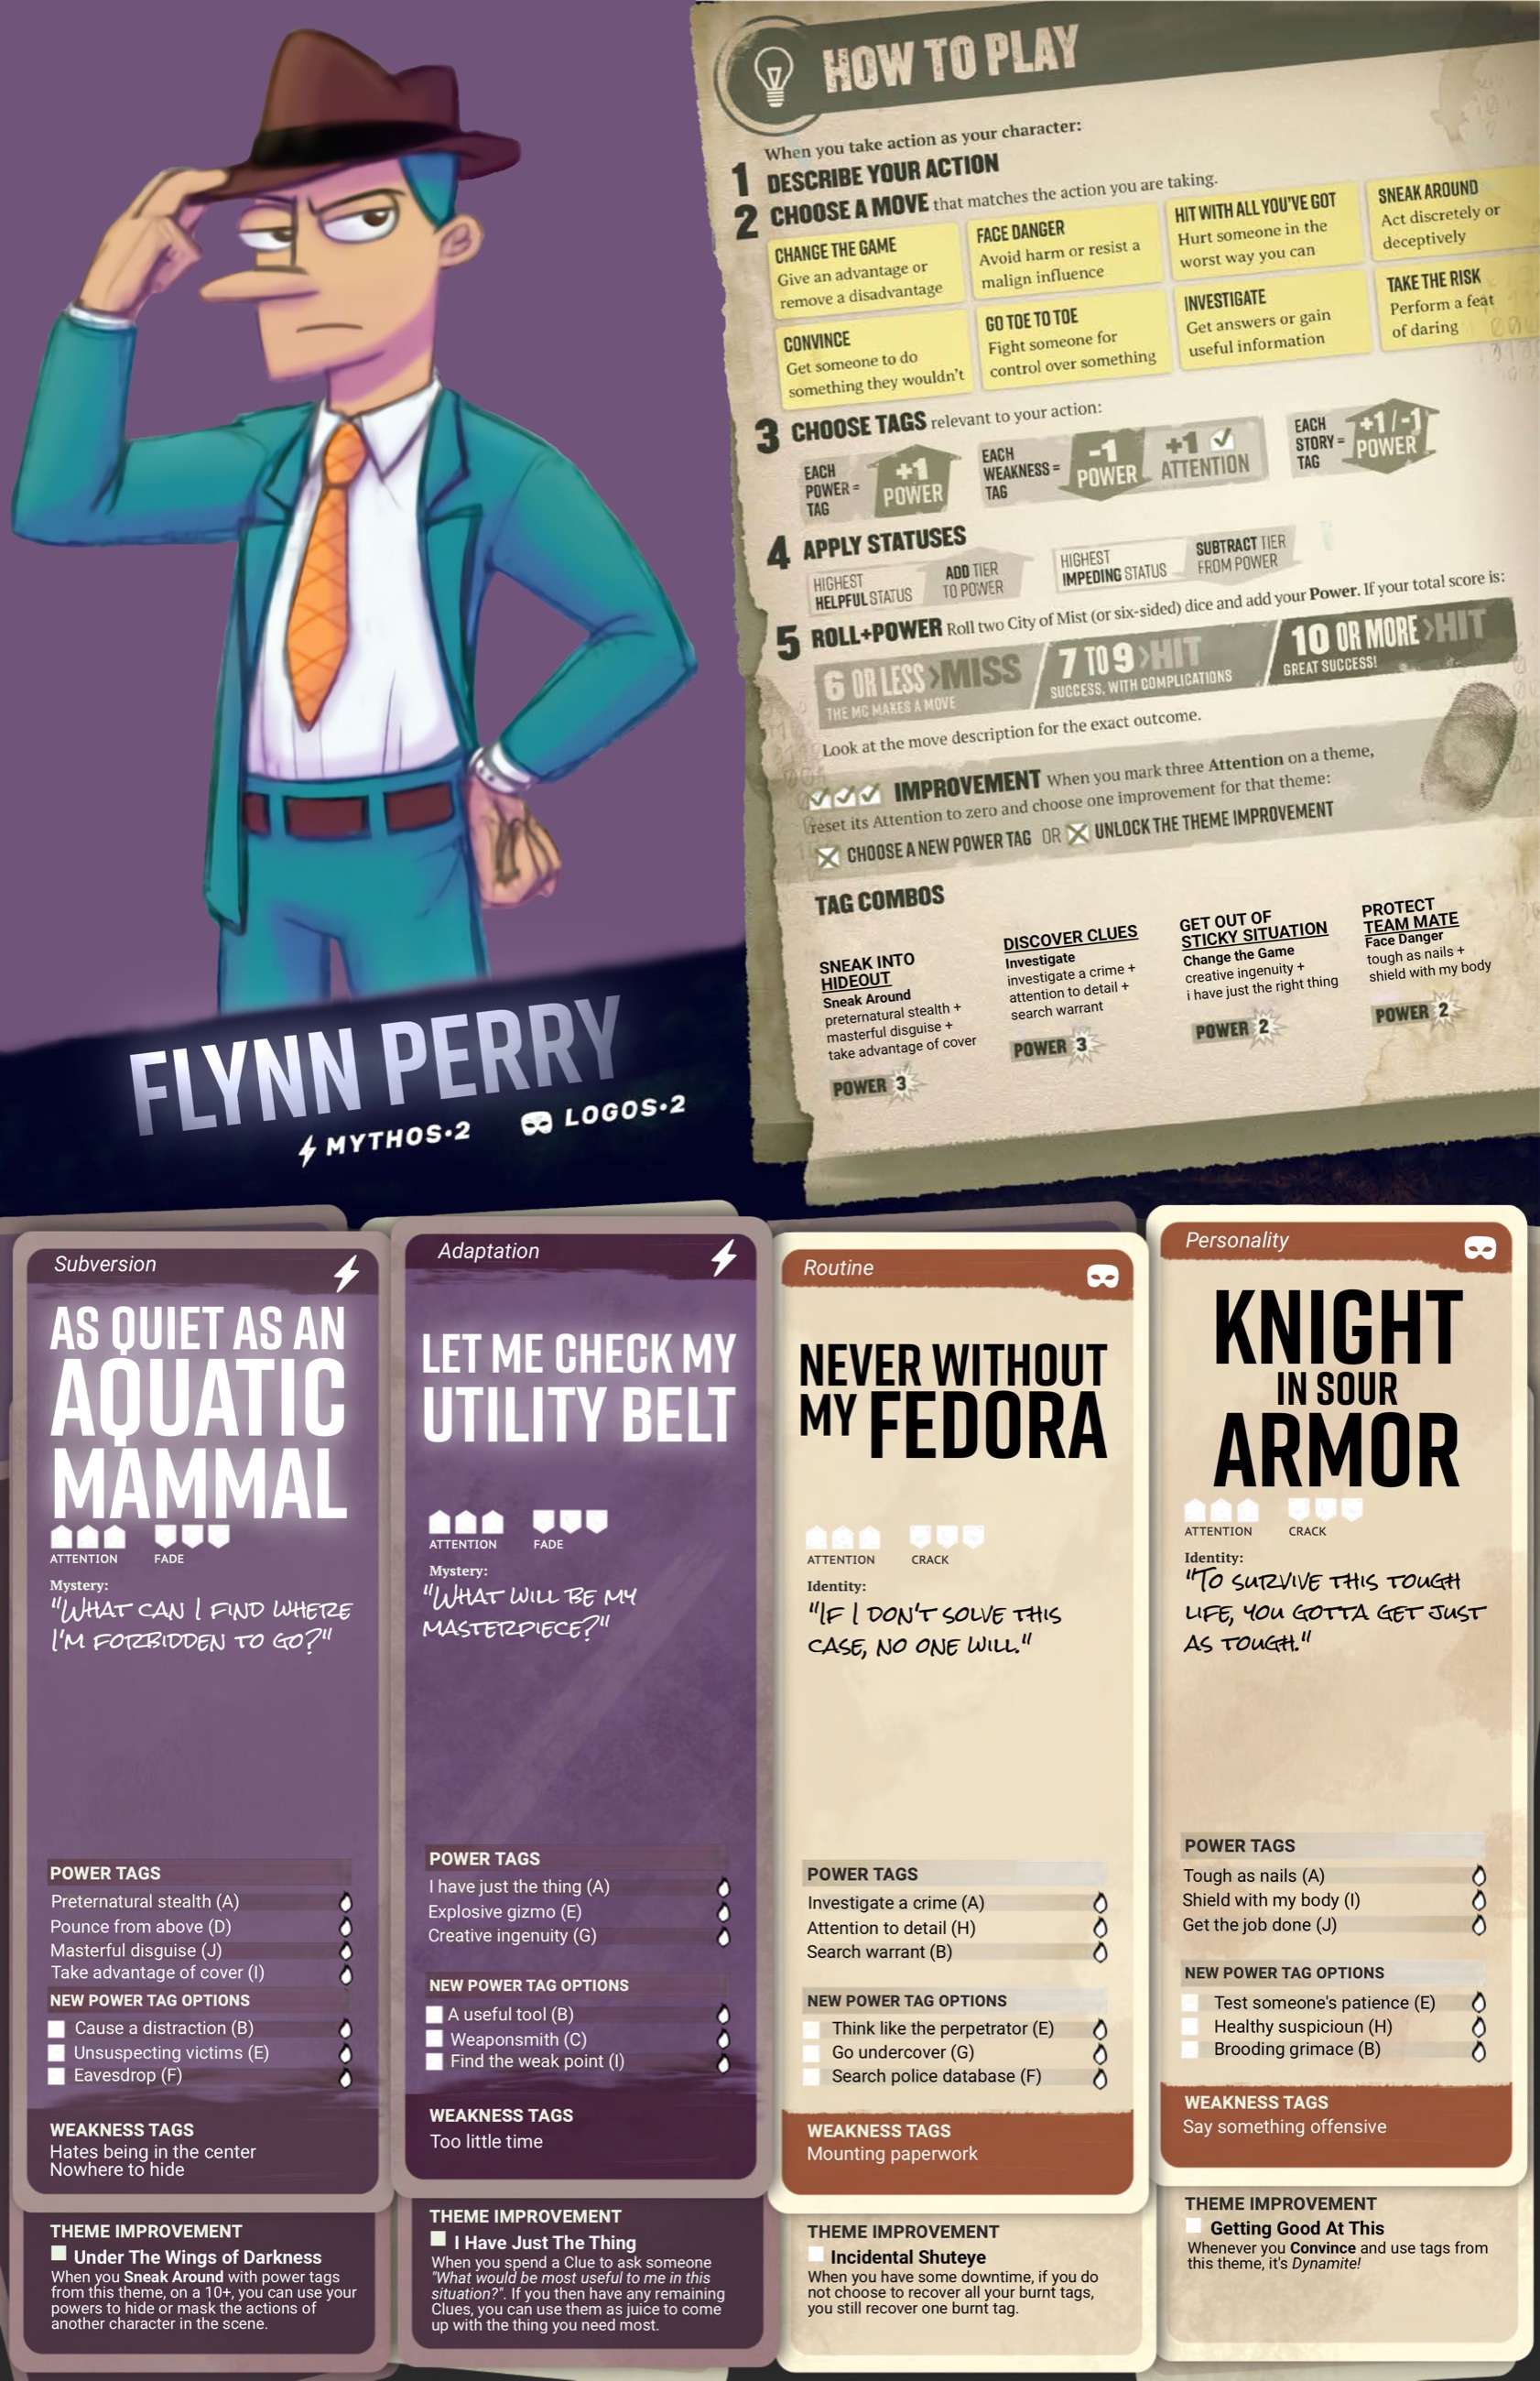 HOW TO PLAY
When you take action as your character:
1 DESCRIBE YOUR ACTION
2 CHOOSE A MOVE that matches the action you are taking.
CHANGE THE GAME
Give an advantage or
remove a disadvantage
FACE DANGER
Avoid harm or resist a
malign influence
HIT WITH ALL YOU'VE GOT
Hurt someone in the
worst way you can
SNEAK AROUND
Act discretely or
deceptively
CONVINCE
Get someone to do
something they wouldn't
GO TOE TO TOE
Fight someone for
control over something
INVESTIGATE
Get answers or gain
useful information
TAKE THE RISK
Perform a feat
of daring
3 CHOOSE TAGS relevant to your action:
EACH
POWER =
TAG
+1
POWER
EACH
WEAKNESS =
TAG
-1
POWER
+1
ATTENTION
EACH
STORY =
TAG
+1/-1
POWER
4 APPLY STATUSES
HIGHEST
HELPFUL STATUS
ADD TIER
TO POWER
HIGHEST
IMPEDING STATUS
SUBTRACT TIER
FROM POWER
5 ROLL+POWER Roll two City of Mist (or six-sided) dice and add your Power. If your total score is:
6 OR LESS >MISS
THE MC MAKES A MOVE
7 TO 9 >HIT
SUCCESS, WITH COMPLICATIONS
10 OR MORE >HIT
GREAT SUCCESS!
Look at the move description for the exact outcome.
IMPROVEMENT When you mark three Attention on a theme,
reset its Attention to zero and choose one improvement for that theme:
CHOOSE A NEW POWER TAG OR UNLOCK THE THEME IMPROVEMENT
TAG COMBOS
SNEAK INTO
HIDEOUT
Sneak Around
preternatural stealth +
masterful disguise +
take advantage of cover
POWER 3
DISCOVER CLUES
Investigate
investigate a crime +
attention to detail +
search warrant
POWER 3
GET OUT OF
STICKY SITUATION
Change the Game
creative ingenuity +
i have just the right thing
POWER 2
PROTECT
TEAM MATE
Face Danger
tough as nails +
shield with my body
POWER 2
FLYNN PERRY
MYTHOS•2 LOGOS•2
Subversion
AS QUIET AS AN
AQUATIC
MAMMAL
ATTENTION FADE
Mystery:
"WHAT CAN I FIND WHERE
I'M FORBIDDEN TO GO?"
POWER TAGS
Preternatural stealth (A)
Pounce from above (D)
Masterful disguise (J)
Take advantage of cover (I)
NEW POWER TAG OPTIONS
Cause a distraction (B)
Unsuspecting victims (E)
Eavesdrop (F)
WEAKNESS TAGS
Hates being in the center
Nowhere to hide
THEME IMPROVEMENT
Under The Wings of Darkness
When you Sneak Around with power tags
from this theme, on a 10+, you can use your
powers to hide or mask the actions of
another character in the scene.
Adaptation
LET ME CHECK MY
UTILITY BELT
ATTENTION FADE
Mystery:
"WHAT WILL BE MY
MASTERPIECE?"
POWER TAGS
I have just the thing (A)
Explosive gizmo (E)
Creative ingenuity (G)
NEW POWER TAG OPTIONS
A useful tool (B)
Weaponsmith (C)
Find the weak point (I)
WEAKNESS TAGS
Too little time
THEME IMPROVEMENT
I Have Just The Thing
When you spend a Clue to ask someone
"What would be most useful to me in this
situation?". If you then have any remaining
Clues, you can use them as juice to come
up with the thing you need most.
Routine
NEVER WITHOUT
MY FEDORA
ATTENTION CRACK
Identity:
"IF I DON'T SOLVE THIS
CASE, NO ONE WILL."
POWER TAGS
Investigate a crime (A)
Attention to detail (H)
Search warrant (B)
NEW POWER TAG OPTIONS
Think like the perpetrator (E)
Go undercover (G)
Search police database (F)
WEAKNESS TAGS
Mounting paperwork
THEME IMPROVEMENT
Incidental Shuteye
When you have some downtime, if you do
not choose to recover all your burnt tags,
you still recover one burnt tag.
Personality
KNIGHT
IN SOUR
ARMOR
ATTENTION CRACK
Identity:
"TO SURVIVE THIS TOUGH
LIFE, YOU GOTTA GET JUST
AS TOUGH."
POWER TAGS
Tough as nails (A)
Shield with my body (I)
Get the job done (J)
NEW POWER TAG OPTIONS
Test someone's patience (E)
Healthy suspicioun (H)
Brooding grimace (B)
WEAKNESS TAGS
Say something offensive
THEME IMPROVEMENT
Getting Good At This
Whenever you Convince and use tags from
this theme, it's Dynamite!